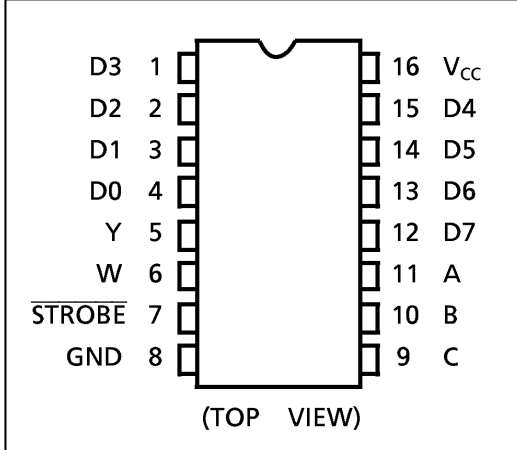 D3 1 16 VCC
D2 2 15 D4
D1 3 14 D5
D0 4 13 D6
Y 5 12 D7
W 6 11 A
STROBE 7 10 B
GND 8 9 C
(TOP VIEW)